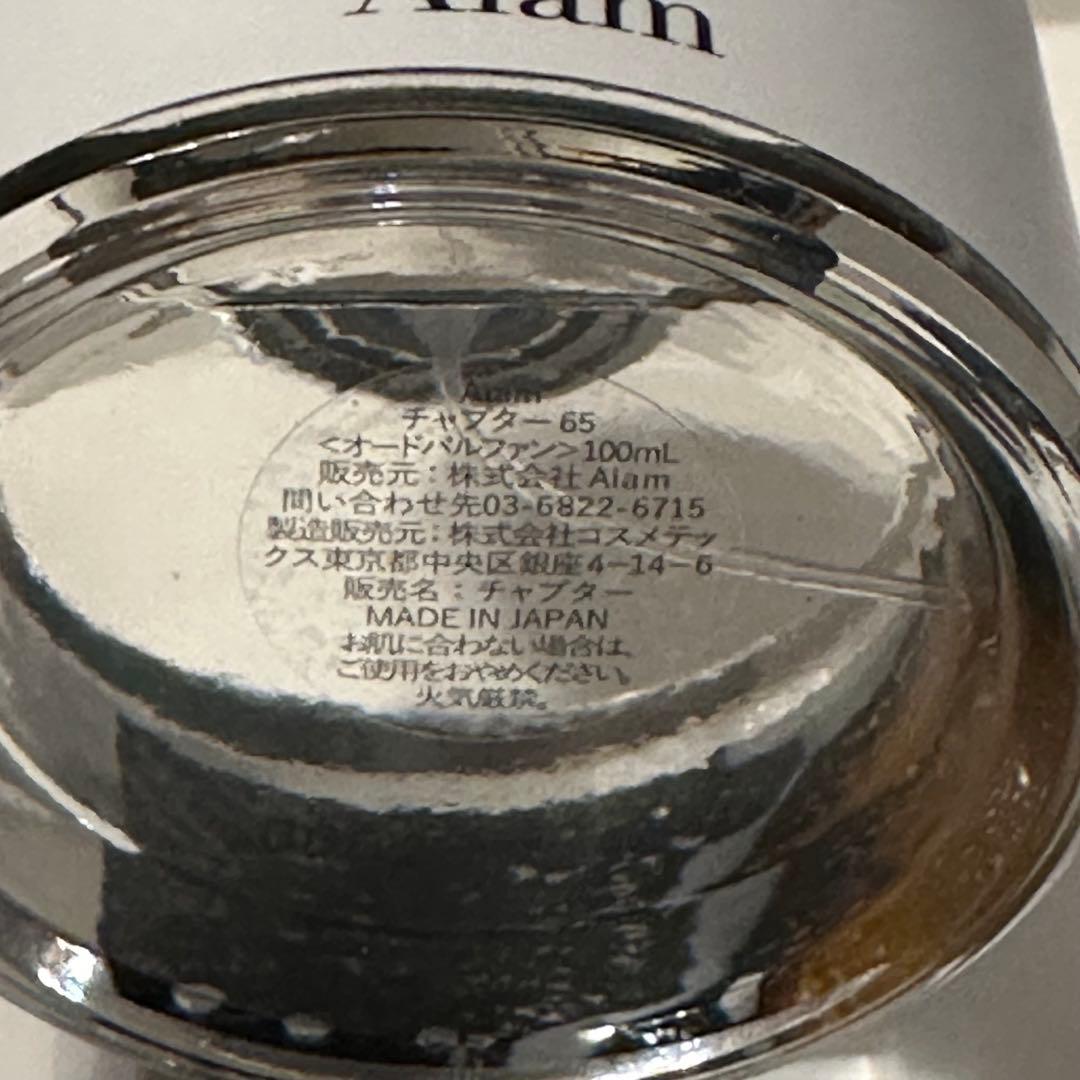 Alam
Alam
チャプター 65
<オードパルファン>100mL
販売元:株式会社Alam
問い合わせ先03-6822-6715
製造販売元:株式会社コスメテッ
クス東京都中央区銀座4-14-6
販売名:チャプター
MADE IN JAPAN
お肌に合わない場合は、
ご使用をおやめください。
火気厳禁。